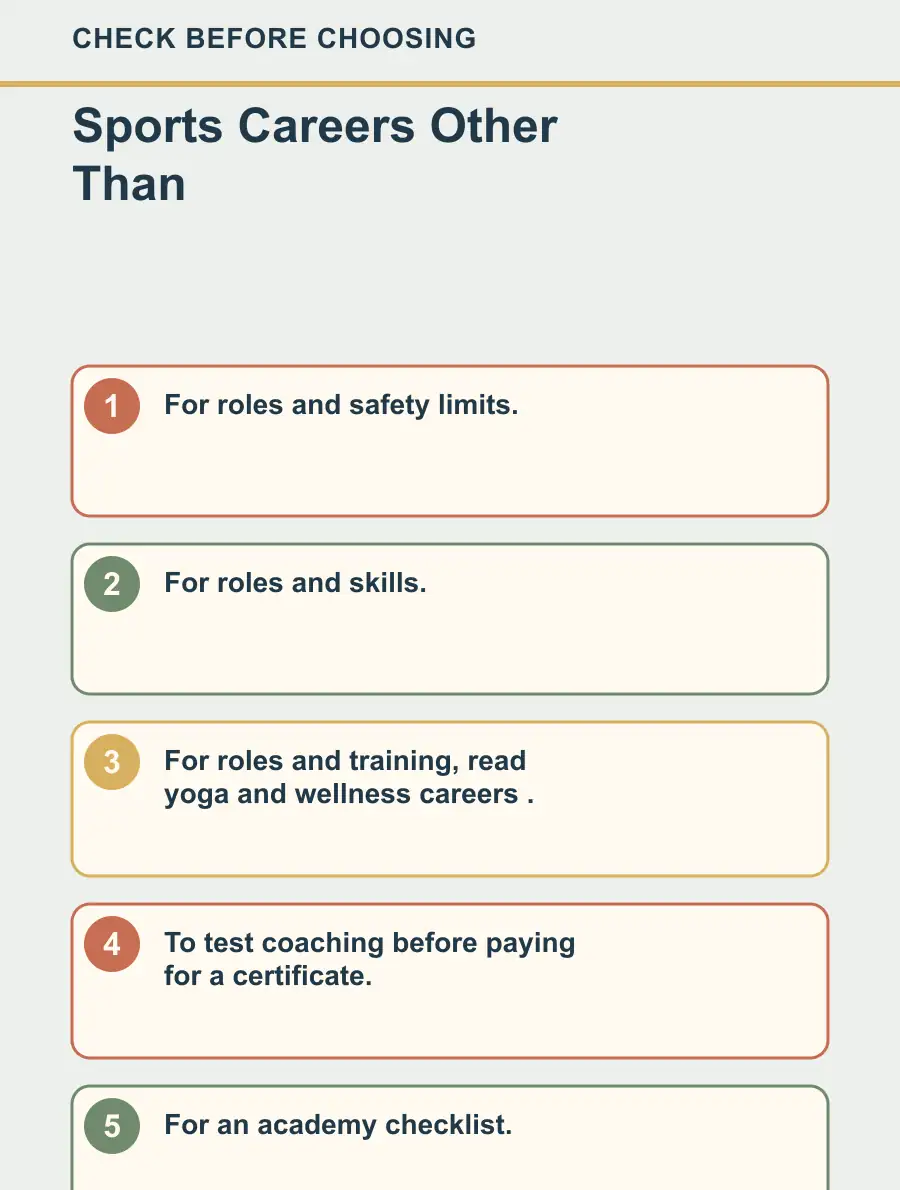 CHECK BEFORE CHOOSING
Sports Careers Other
Than
1
For roles and safety limits.
2
For roles and skills.
3
For roles and training, read
yoga and wellness careers .
4
To test coaching before paying
for a certificate.
5
For an academy checklist.